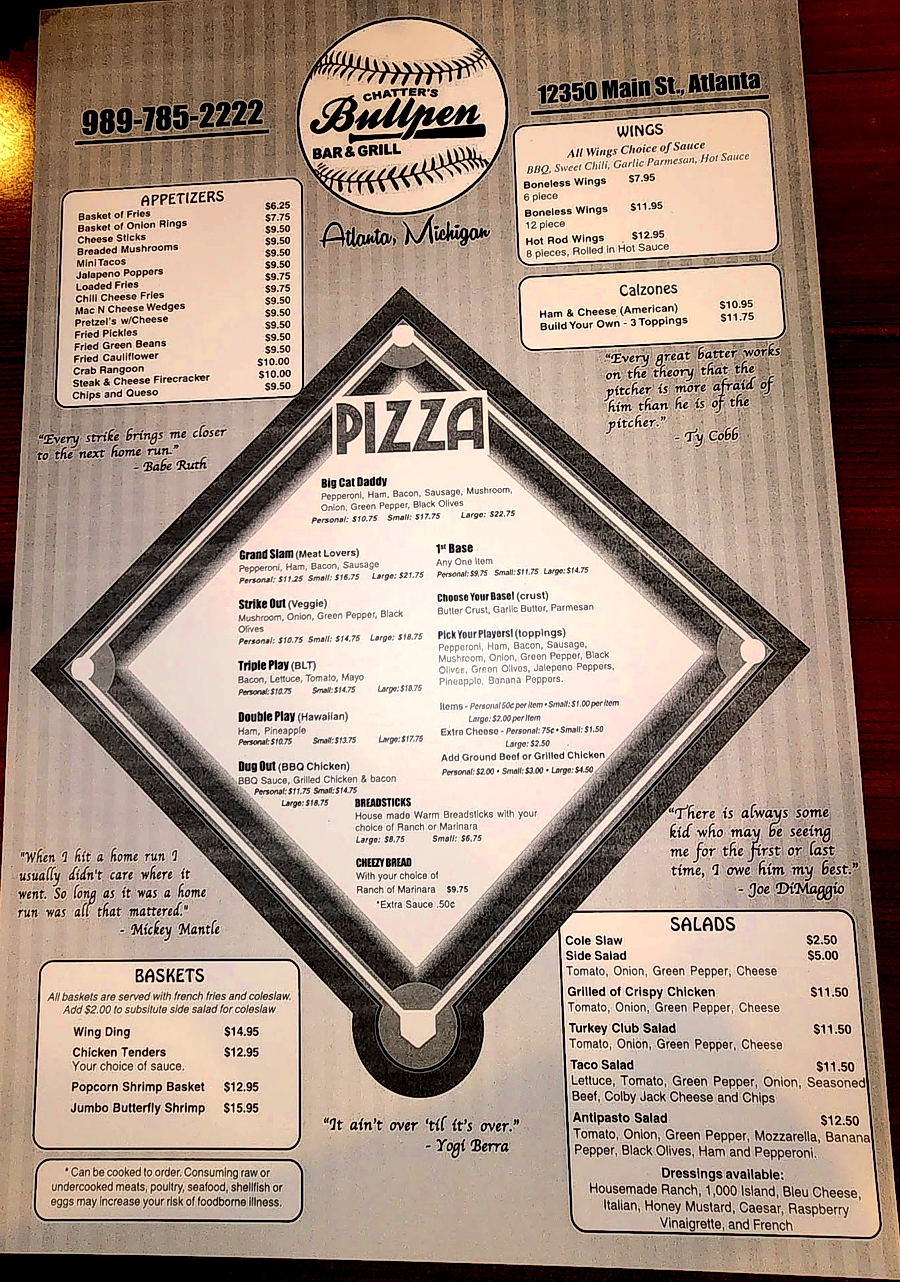 989-785-2222
CHATTER'S
Bullpen
BAR & GRILL
Atlanta, Michigan
12350 Main St., Atlanta
APPETIZERS
Basket of Fries $6.25
Basket of Onion Rings $7.75
Cheese Sticks $9.50
Breaded Mushrooms $9.50
Mini Tacos $9.50
Jalapeno Poppers $9.50
Loaded Fries $9.75
Chili Cheese Fries $9.75
Mac N Cheese Wedges $9.50
Pretzel's w/Cheese $9.50
Fried Pickles $9.50
Fried Green Beans $9.50
Fried Cauliflower $9.50
Crab Rangoon $10.00
Steak & Cheese Firecracker $10.00
Chips and Queso $9.50
WINGS
All Wings Choice of Sauce
BBQ, Sweet Chili, Garlic Parmesan, Hot Sauce
Boneless Wings $7.95
6 piece
Boneless Wings $11.95
12 piece
Hot Rod Wings $12.95
8 pieces, Rolled in Hot Sauce
Calzones
Ham & Cheese (American) $10.95
Build Your Own - 3 Toppings $11.75
"Every great batter works
on the theory that the
pitcher is more afraid of
him than he is of the
pitcher."
- Ty Cobb
"Every strike brings me closer
to the next home run."
- Babe Ruth
PIZZA
Big Cat Daddy
Pepperoni, Ham, Bacon, Sausage, Mushroom,
Onion, Green Pepper, Black Olives
Personal: $10.75 Small: $17.75 Large: $22.75
Grand Slam (Meat Lovers)
Pepperoni, Ham, Bacon, Sausage
Personal: $11.25 Small: $16.75 Large: $21.75
Strike Out (Veggie)
Mushroom, Onion, Green Pepper, Black
Olives
Personal: $10.75 Small: $14.75 Large: $18.75
Triple Play (BLT)
Bacon, Lettuce, Tomato, Mayo
Personal: $10.75 Small: $14.75 Large: $18.75
Double Play (Hawaiian)
Ham, Pineapple
Personal: $10.75 Small: $13.75 Large: $17.75
Dug Out (BBQ Chicken)
BBQ Sauce, Grilled Chicken & bacon
Personal: $11.75 Small: $14.75
Large: $18.75
1st Base
Any One Item
Personal: $9.75 Small: $11.75 Large: $14.75
Choose Your Base! (crust)
Butter Crust, Garlic Butter, Parmesan
Pick Your Players! (toppings)
Pepperoni, Ham, Bacon, Sausage,
Mushroom, Onion, Green Pepper, Black
Olives, Green Olives, Jalepeno Peppers,
Pineapple, Banana Peppers.
Items - Personal 50¢ per item • Small: $1.00 per item
Large: $2.00 per item
Extra Cheese - Personal: 75¢ • Small: $1.50
Large: $2.50
Add Ground Beef or Grilled Chicken
Personal: $2.00 • Small: $3.00 • Large: $4.50
BREADSTICKS
House made Warm Breadsticks with your
choice of Ranch or Marinara
Large: $8.75 Small: $6.75
CHEEZY BREAD
With your choice of
Ranch of Marinara $9.75
*Extra Sauce .50¢
"When I hit a home run I
usually didn't care where it
went. So long as it was a home
run was all that mattered."
- Mickey Mantle
"There is always some
kid who may be seeing
me for the first or last
time, I owe him my best."
- Joe DiMaggio
BASKETS
All baskets are served with french fries and coleslaw.
Add $2.00 to subsitute side salad for coleslaw
Wing Ding $14.95
Chicken Tenders $12.95
Your choice of sauce.
Popcorn Shrimp Basket $12.95
Jumbo Butterfly Shrimp $15.95
* Can be cooked to order. Consuming raw or
undercooked meats, poultry, seafood, shellfish or
eggs may increase your risk of foodborne illness.
"It ain't over 'til it's over."
- Yogi Berra
SALADS
Cole Slaw $2.50
Side Salad $5.00
Tomato, Onion, Green Pepper, Cheese
Grilled of Crispy Chicken $11.50
Tomato, Onion, Green Pepper, Cheese
Turkey Club Salad $11.50
Tomato, Onion, Green Pepper, Cheese
Taco Salad $11.50
Lettuce, Tomato, Green Pepper, Onion, Seasoned
Beef, Colby Jack Cheese and Chips
Antipasto Salad $12.50
Tomato, Onion, Green Pepper, Mozzarella, Banana
Pepper, Black Olives, Ham and Pepperoni.
Dressings available:
Housemade Ranch, 1,000 Island, Bleu Cheese,
Italian, Honey Mustard, Caesar, Raspberry
Vinaigrette, and French